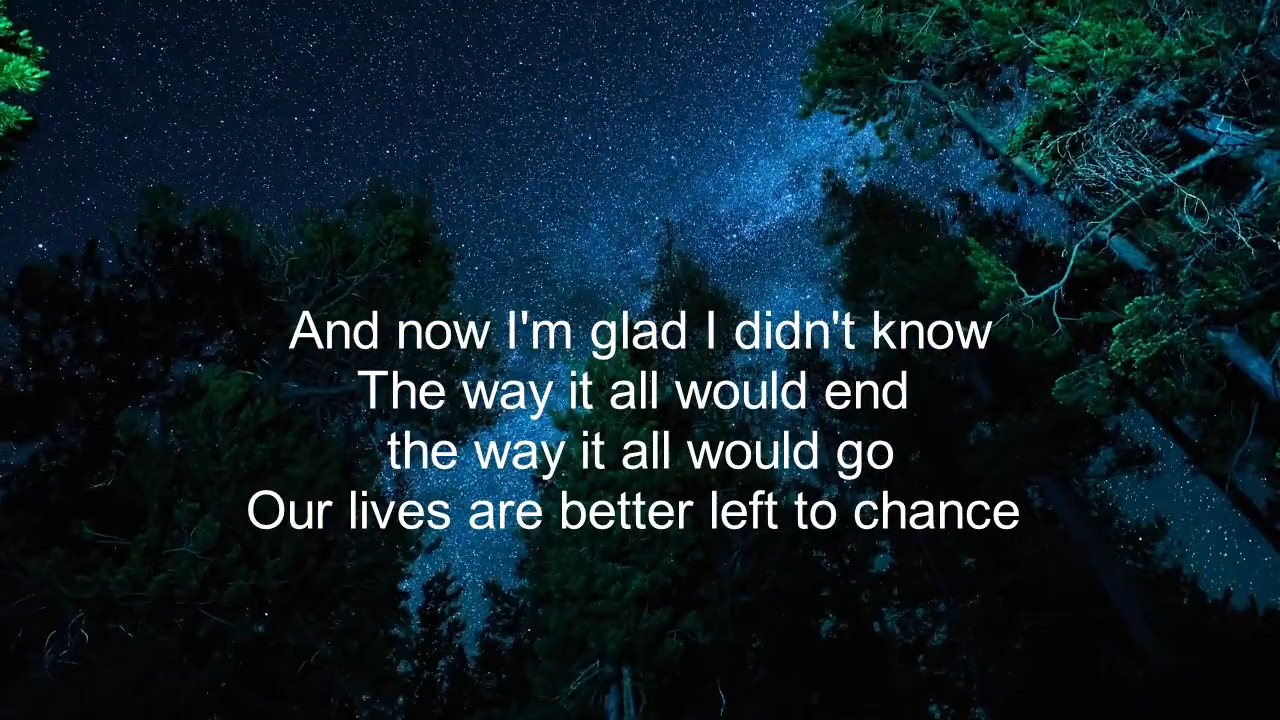 And now I'm glad I didn't know
The way it all would end
the way it all would go
Our lives are better left to chance